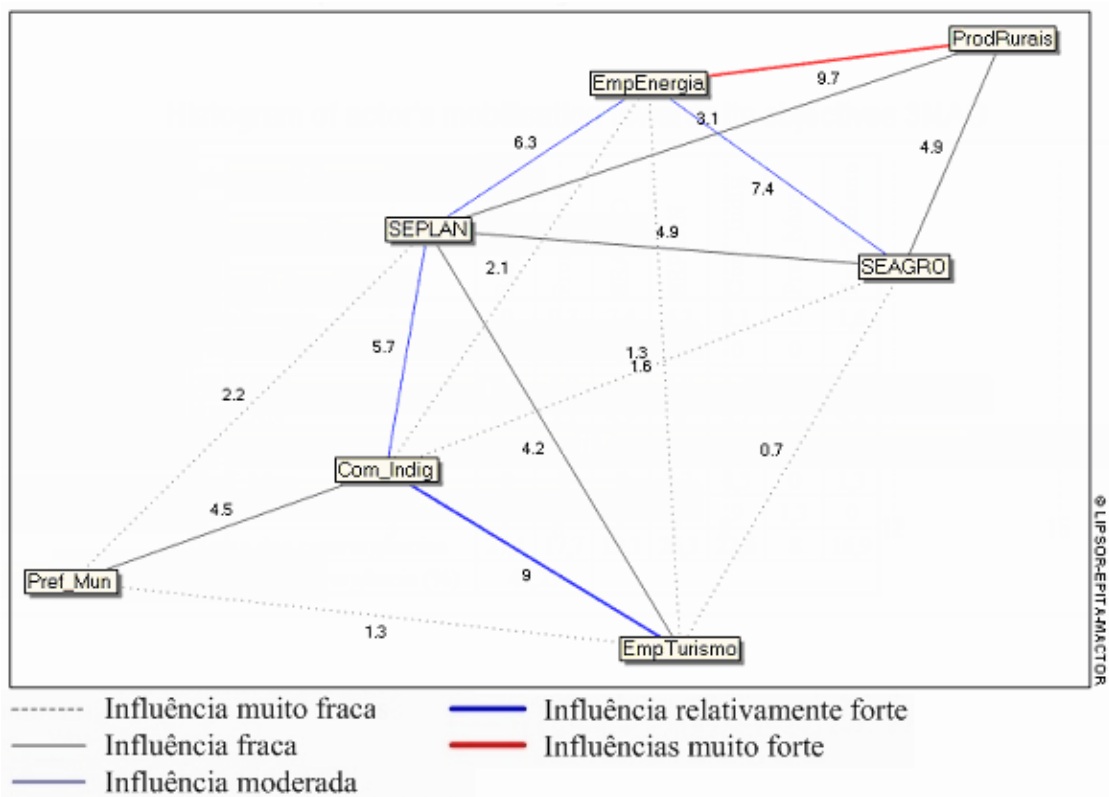 ProdRurais
EmpEnergia
9.7
3.1
6.3
4.9
7.4
SEPLAN
4.9
SEAGRO
2.1
5.7
1.3
1.6
2.2
4.2
0.7
Com_Indig
4.5
9
Pref_Mun
1.3
EmpTurismo
© LIPSOR-EPITA-MACTOR
Influência muito fraca
Influência fraca
Influência moderada
Influência relativamente forte
Influências muito forte